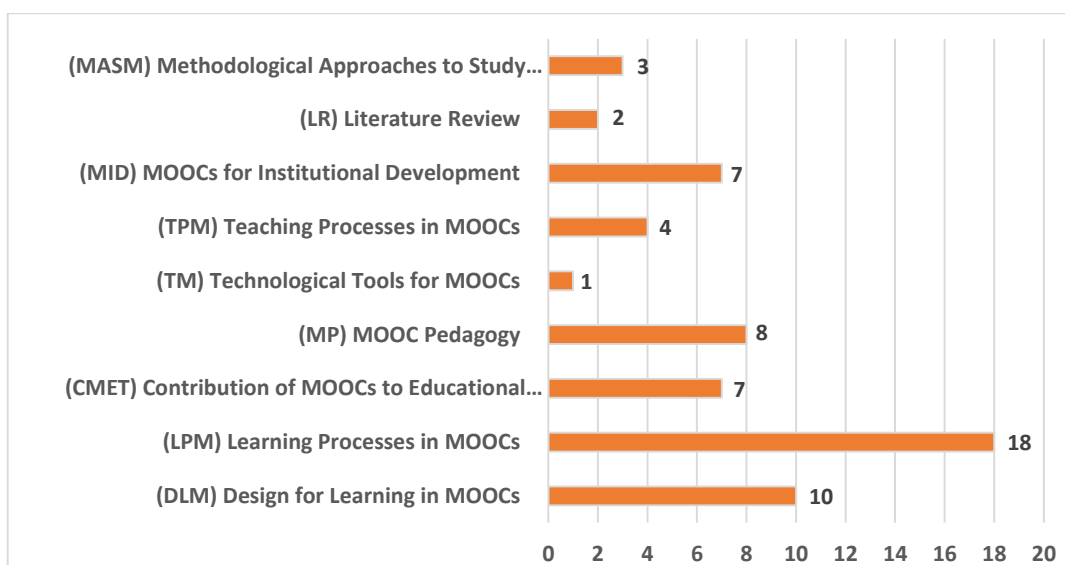 (MASM) Methodological Approaches to Study... 3
(LR) Literature Review 2
(MID) MOOCs for Institutional Development 7
(TPM) Teaching Processes in MOOCs 4
(TM) Technological Tools for MOOCs 1
(MP) MOOC Pedagogy 8
(CMET) Contribution of MOOCs to Educational... 7
(LPM) Learning Processes in MOOCs 18
(DLM) Design for Learning in MOOCs 10
0 2 4 6 8 10 12 14 16 18 20